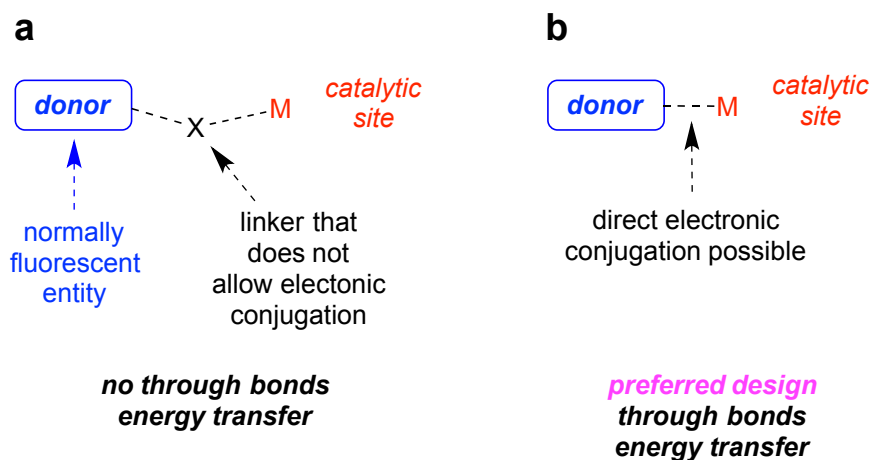 a
donor
X
M
catalytic
site
normally
fluorescent
entity
linker that
does not
allow electonic
conjugation
no through bonds
energy transfer
b
donor
M
catalytic
site
direct electronic
conjugation possible
preferred design
through bonds
energy transfer